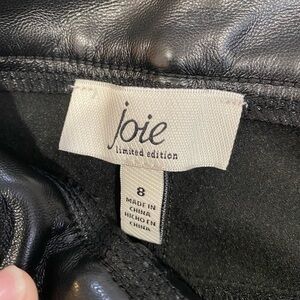 joie
limited edition
8
MADE IN
CHINA
HECHO EN
CHINA